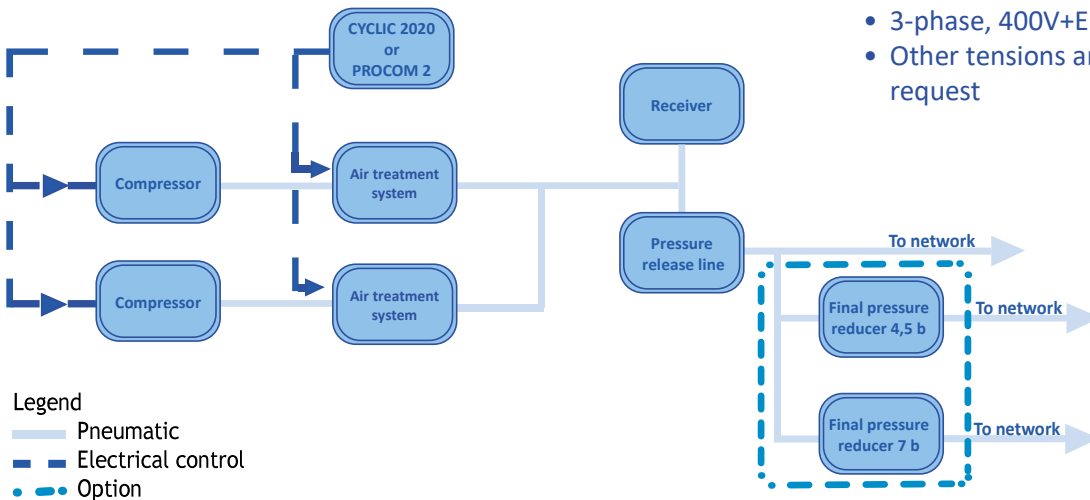 CYCLIC 2020
or
PROCOM 2
• 3-phase, 400V+E
• Other tensions
request
Receiver
Compressor
Air treatment
system
Pressure
release line
To network
Compressor
Air treatment
system
Final pressure
reducer 4,5 b
To network
Final pressure
reducer 7 b
To network
Legend
Pneumatic
Electrical control
Option